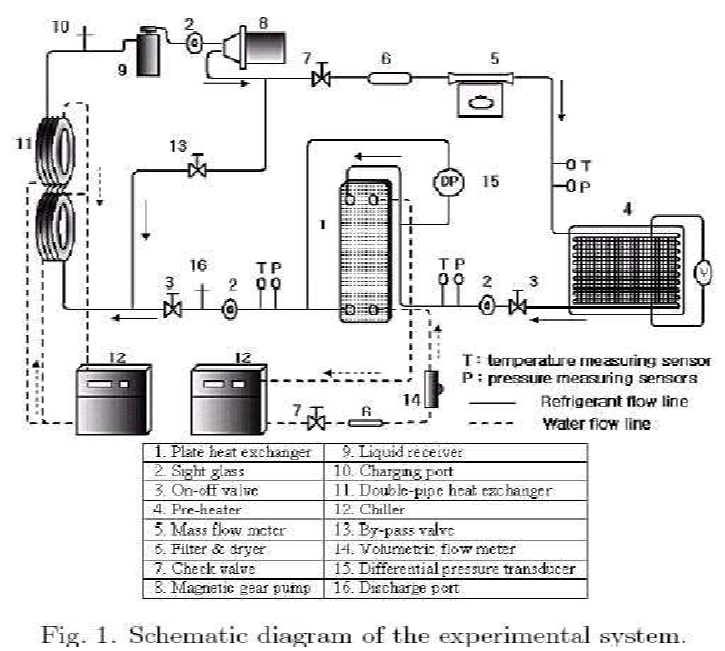 10
2
8
9
7
6
5
11
13
T
P
DP
15
4
1
V
16
3
2
T P
T P
2
3
12
12
14
7
6
T : temperature measuring sensor
P : pressure measuring sensors
Refrigerant flow line
Water flow line
1. Plate heat exchanger 9. Liquid receiver
2. Sight glass 10. Charging port
3. On-off valve 11. Double-pipe heat exchanger
4. Pre-heater 12. Chiller
5. Mass flow meter 13. By-pass valve
6. Filter & dryer 14. Volumetric flow meter
7. Check valve 15. Differential pressure transducer
8. Magnetic gear pump 16. Discharge port
Fig. 1. Schematic diagram of the experimental system.